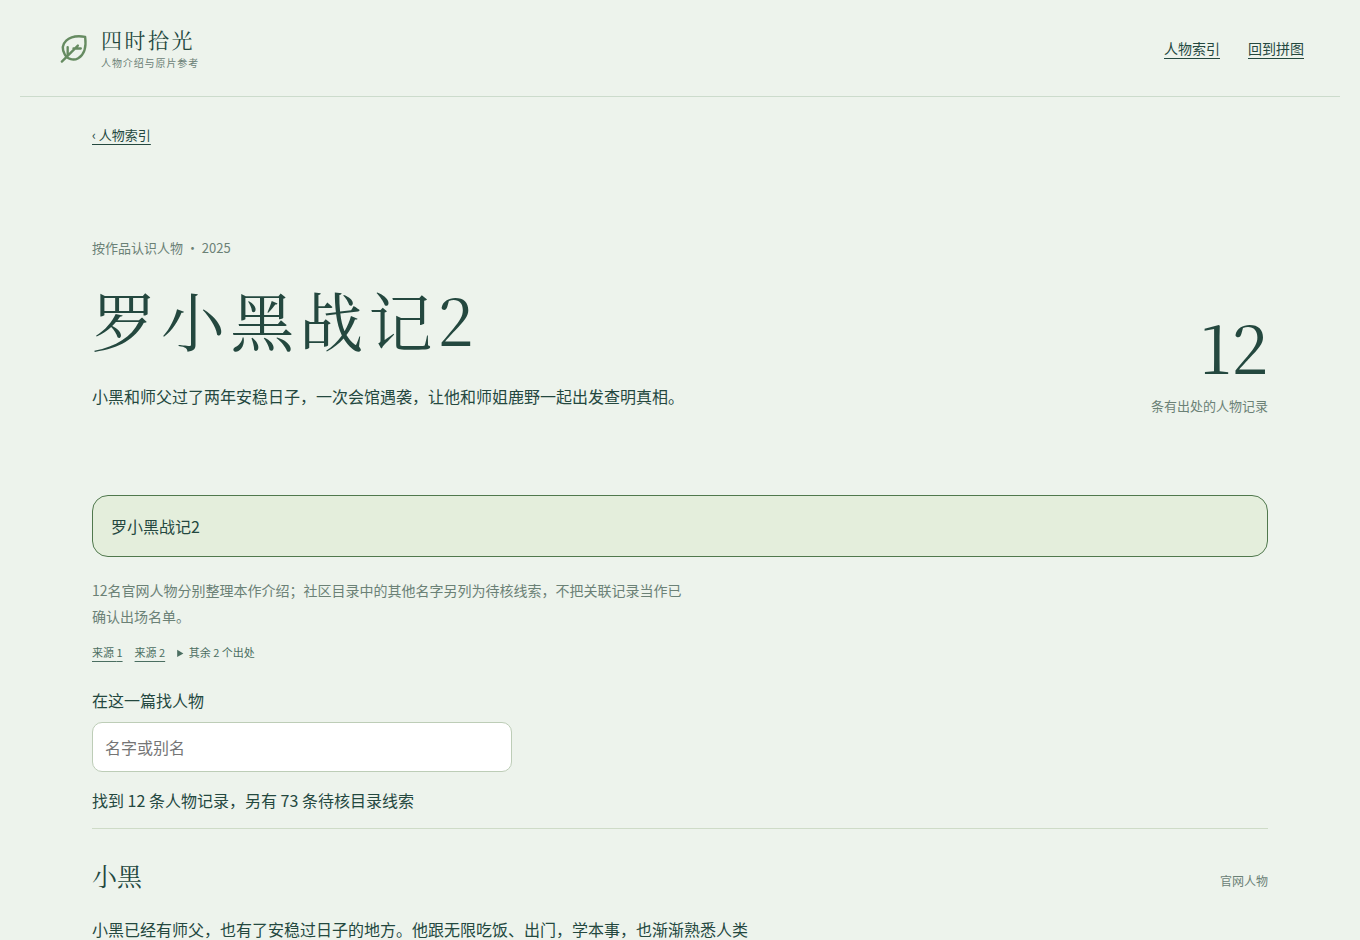 四时拾光
人物介绍与原片参考
人物索引 回到拼图
‹ 人物索引
按作品认识人物 · 2025
罗小黑战记2
小黑和师父过了两年安稳日子，一次会馆遇袭，让他和师姐鹿野一起出发查明真相。
12
条有出处的人物记录
罗小黑战记2
12名官网人物分别整理本作介绍；社区目录中的其他名字另列为待核线索，不把关联记录当作已
确认出场名单。
来源 1 来源 2 ▶ 其余 2 个出处
在这一篇找人物
名字或别名
找到 12 条人物记录，另有 73 条待核目录线索
小黑
官网人物
小黑已经有师父，也有了安稳过日子的地方。他跟无限吃饭、出门，学本事，也渐渐熟悉人类